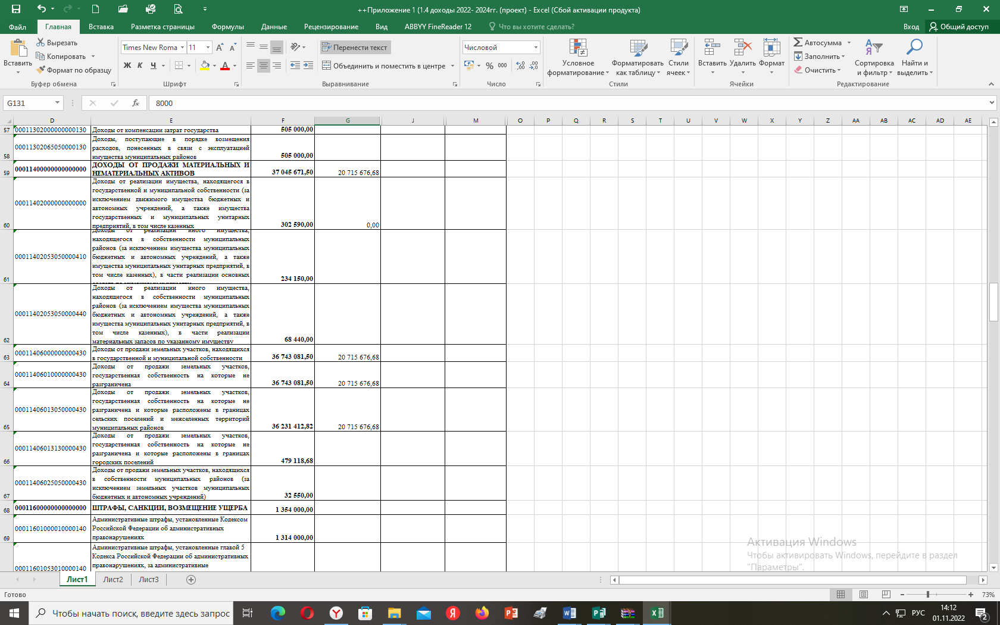 ++Приложение 1 (1.4 доходы 2022- 2024гг. (проект) - Excel (Сбой активации продукта)
Файл Главная Вставка Разметка страницы Формулы Данные Рецензирование Вид ABBYY FineReader 12 Что вы хотите сделать? Вход Общий доступ
Вставить
Вырезать
Копировать
Формат по образцу
Буфер обмена
Times New Roma 11
Ж К Ч А
Шрифт
Перенести текст
Объединить и поместить в центре
Выравнивание
Числовой
% 000
Число
Условное форматирование
Форматировать как таблицу
Стили ячеек
Стили
Вставить Удалить Формат
Ячейки
Автосумма
Заполнить
Очистить
Сортировка и фильтр
Найти и выделить
Редактирование
G131 fx 8000
D E F G J M O P Q R S T U V W X Y Z AA AB AC AD AE
57 00011302000000000130 Доходы от компенсации затрат государства 505 000,00
58 00011302065050000130 Доходы, поступающие в порядке возмещения
расходов, понесенных в связи с эксплуатацией
имущества муниципальных районов 505 000,00
59 00011400000000000000 ДОХОДЫ ОТ ПРОДАЖИ МАТЕРИАЛЬНЫХ И
НЕМАТЕРИАЛЬНЫХ АКТИВОВ 37 045 671,50 20 715 676,68
60 00011402000000000000 Доходы от реализации имущества, находящегося в
государственной и муниципальной собственности (за
исключением движимого имущества бюджетных и
автономных учреждений, а также имущества
государственных и муниципальных унитарных
предприятий, в том числе казенных 302 590,00 0,00
61 00011402053050000410 Доходы от реализации иного имущества,
находящегося в собственности муниципальных
районов (за исключением имущества муниципальных
бюджетных и автономных учреждений, а также
имущества муниципальных унитарных предприятий, в
том числе казенных), в части реализации основных
234 150,00
62 00011402053050000440 Доходы от реализации иного имущества,
находящегося в собственности муниципальных
районов (за исключением имущества муниципальных
бюджетных и автономных учреждений, а также
имущества муниципальных унитарных предприятий, в
том числе казенных), в части реализации
материальных запасов по указанному имуществу 68 440,00
63 00011406000000000430 Доходы от продажи земельных участков, находящихся
в государственной и муниципальной собственности 36 743 081,50 20 715 676,68
64 00011406010000000430 Доходы от продажи земельных участков,
государственная собственность на которые не
разграничена 36 743 081,50 20 715 676,68
65 00011406013050000430 Доходы от продажи земельных участков,
государственная собственность на которые не
разграничена и которые расположены в границах
сельских поселений и межселенных территорий
муниципальных районов 36 231 412,82 20 715 676,68
66 00011406013130000430 Доходы от продажи земельных участков,
государственная собственность на которые не
разграничена и которые расположены в границах
городских поселений 479 118,68
67 00011406025050000430 Доходы от продажи земельных участков, находящихся
в собственности муниципальных районов (за
исключением земельных участков муниципальных
бюджетных и автономных учреждений) 32 550,00
68 00011600000000000000 ШТРАФЫ, САНКЦИИ, ВОЗМЕЩЕНИЕ УЩЕРБА 1 354 000,00
69 00011601000010000140 Административные штрафы, установленные Кодексом
Российской Федерации об административных
правонарушениях 1 314 000,00
00011601053010000140 Административные штрафы, установленные главой 5
Кодекса Российской Федерации об административных
правонарушениях, за административные
Активация Windows
Чтобы активировать Windows, перейдите в раздел
"Параметры".
Лист1 Лист2 Лист3
Готово 73%
Чтобы начать поиск, введите здесь запрос
РУС 14:12
01.11.2022 2